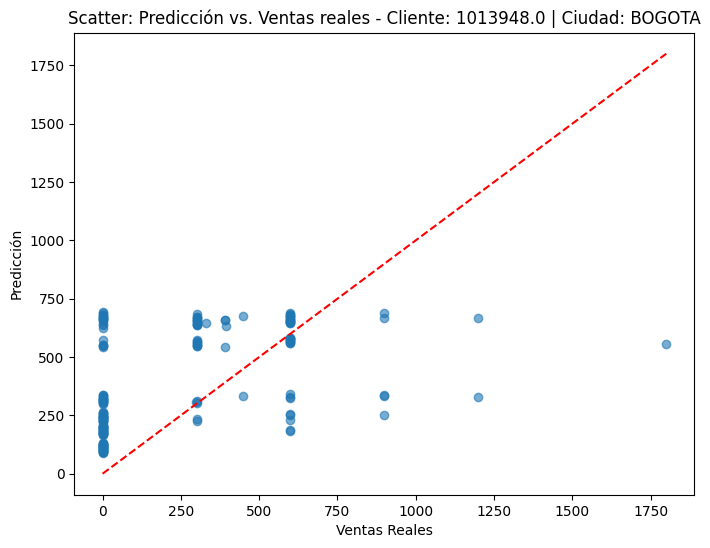 Scatter: Predicción vs. Ventas reales - Cliente: 1013948.0 | Ciudad: BOGOTA
1750
1500
1250
1000
750
500
250
0
Predicción
0 250 500 750 1000 1250 1500 1750
Ventas Reales